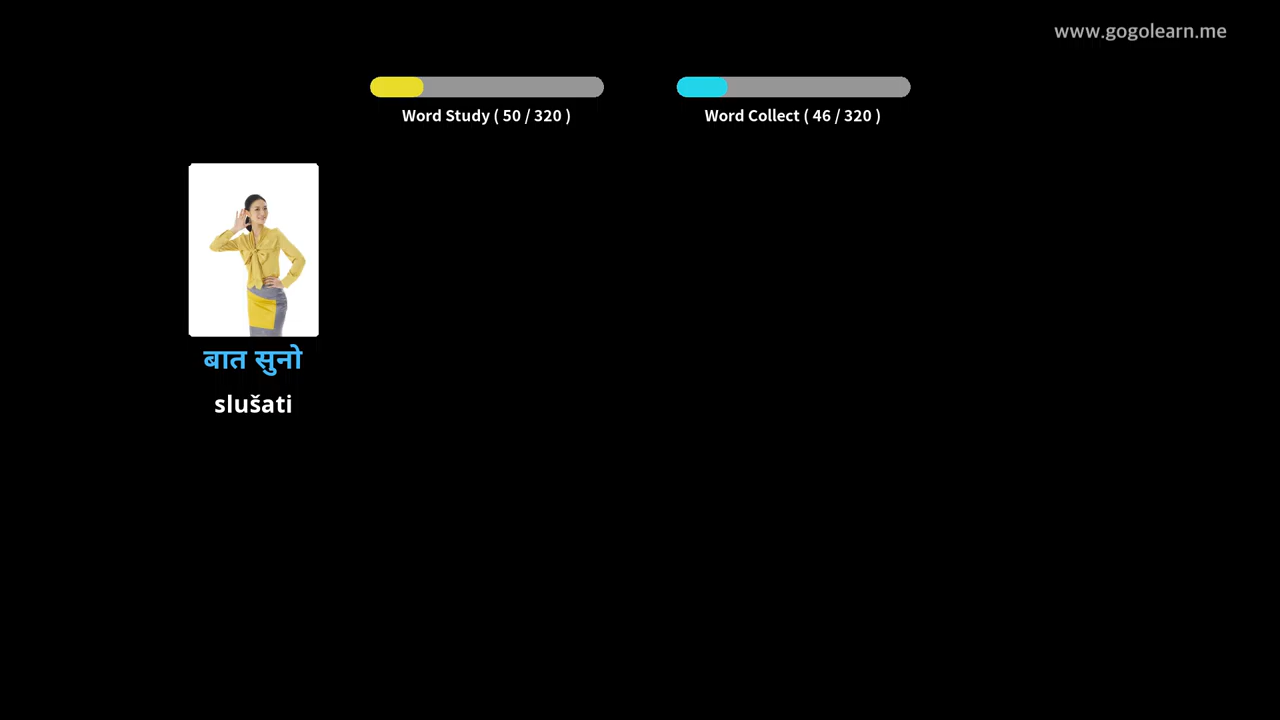 www.gogolearn.me
Word Study ( 50 / 320 )
Word Collect ( 46 / 320 )
बात सुनो
slušati